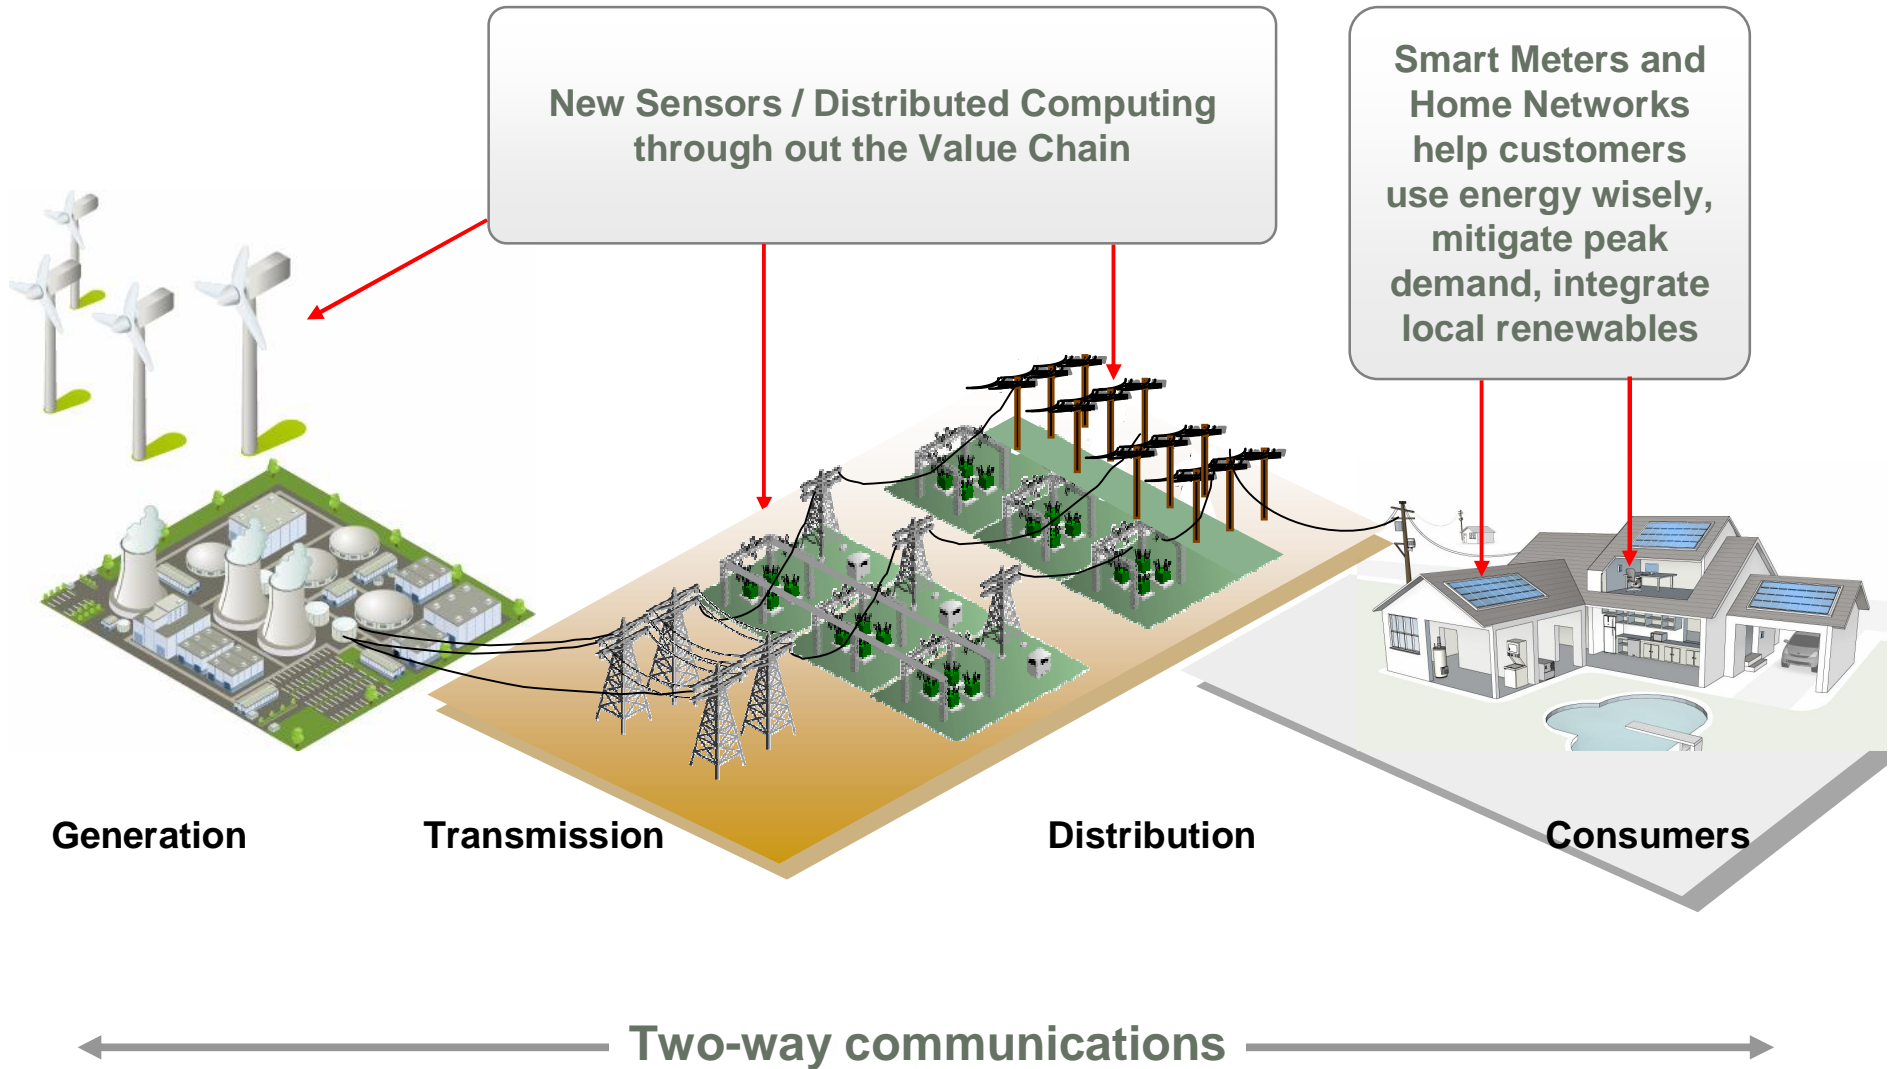 New Sensors / Distributed Computing
through out the Value Chain
Smart Meters and
Home Networks
help customers
use energy wisely,
mitigate peak
demand, integrate
local renewables
Generation
Transmission
Distribution
Consumers
Two-way communications